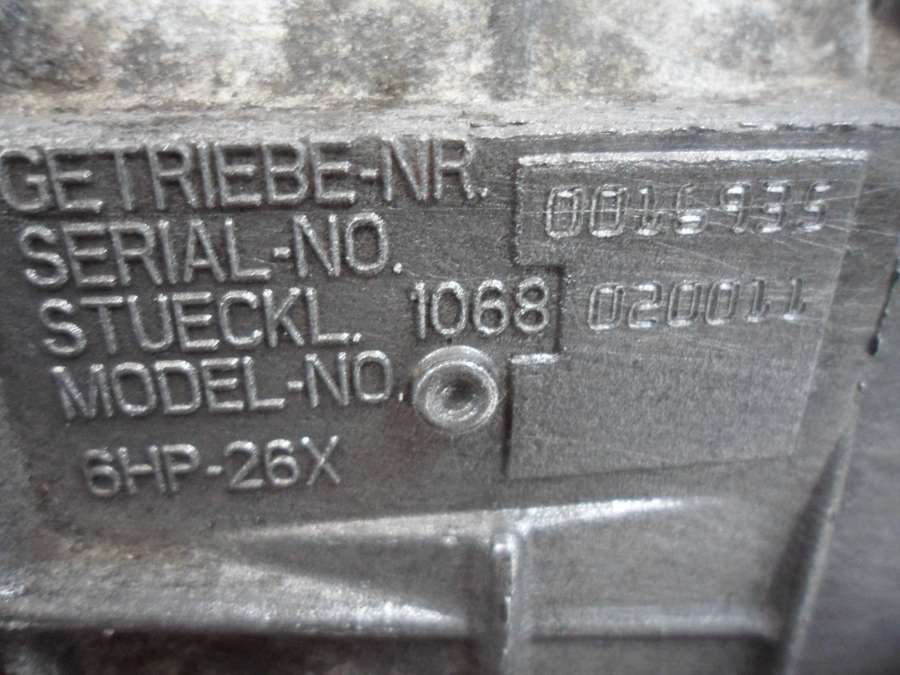 GETRIEBE-NR. 0016935
SERIAL-NO.
STUECKL. 1068 020011
MODEL-NO.
6HP-26X